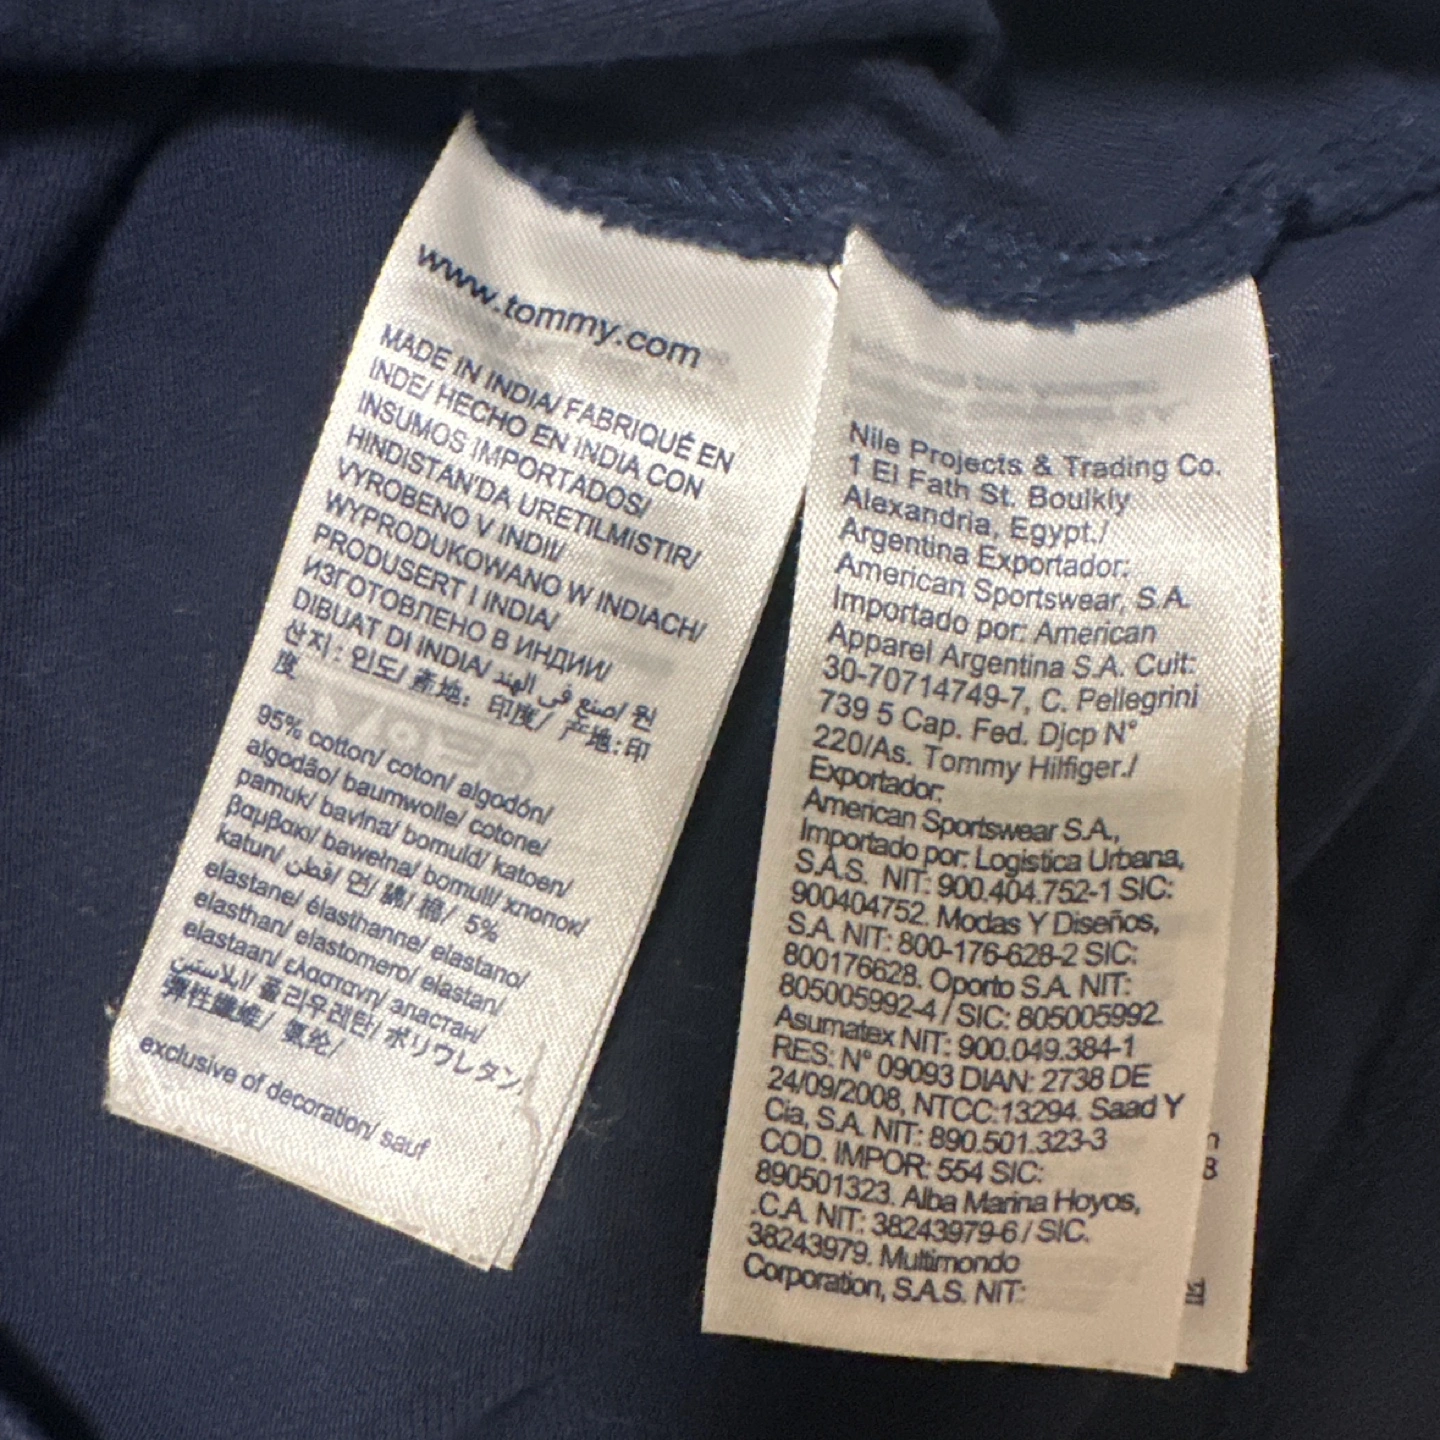 www.tommy.com
MADE IN INDIA/ FABRIQUÉ EN
INDE/ HECHO EN INDIA CON
INSUMOS IMPORTADOS/
HINDISTAN'DA URETILMISTIR/
VYROBENO V INDII/
WYPRODUKOWANO W INDIACH/
PRODUSERT I INDIA/
ИЗГОТОВЛЕНО В ИНДИИ/
DIBUAT DI INDIA/ صنع في الهند/ 원
산지 : 인도/ 產地: 印度/ 产地:印
度
95% cotton/ coton/ algodón/
algodão/ baumwolle/ cotone/
pamuk/ bavlna/ bomuld/ katoen/
βαμβακι/ bawełna/ bomull/ хлопок/
katun/ قطن/ 면/ 綿/ 棉/ 5%
elastane/ élasthanne/ elastano/
elasthan/ elastomero/ elastan/
elastaan/ ελασταν/ эластан/
الإلاستين/ 폴리우레탄/ ポリウレタン/
彈性纖維/ 氨纶/
exclusive of decoration/ sauf
Nile Projects & Trading Co.
1 El Fath St. Boulkly
Alexandria, Egypt./
Argentina Exportador:
American Sportswear, S.A.
Importado por: American
Apparel Argentina S.A. Cuit:
30-70714749-7, C. Pellegrini
739 5 Cap. Fed. Djcp N°
220/As. Tommy Hilfiger./
Exportador:
American Sportswear S.A.,
Importado por: Logistica Urbana,
S.A.S. NIT: 900.404.752-1 SIC:
900404752. Modas Y Diseños,
S.A. NIT: 800-176-628-2 SIC:
800176628. Oporto S.A. NIT:
805005992-4 / SIC: 805005992.
Asumatex NIT: 900.049.384-1
RES: N° 09093 DIAN: 2738 DE
24/09/2008, NTCC:13294. Saad Y
Cia, S.A. NIT: 890.501.323-3
COD. IMPOR: 554 SIC:
890501323. Alba Marina Hoyos,
.C.A. NIT: 38243979-6 / SIC.
38243979. Multimondo
Corporation, S.A.S. NIT: